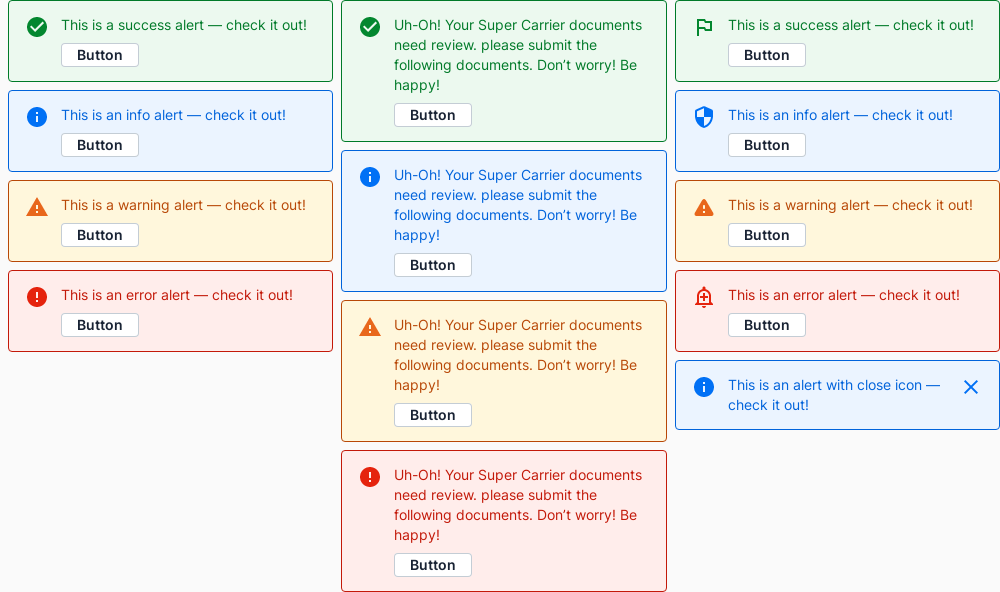 This is a success alert — check it out!
Button
This is an info alert — check it out!
Button
This is a warning alert — check it out!
Button
This is an error alert — check it out!
Button
Uh-Oh! Your Super Carrier documents
need review. please submit the
following documents. Don’t worry! Be
happy!
Button
Uh-Oh! Your Super Carrier documents
need review. please submit the
following documents. Don’t worry! Be
happy!
Button
Uh-Oh! Your Super Carrier documents
need review. please submit the
following documents. Don’t worry! Be
happy!
Button
Uh-Oh! Your Super Carrier documents
need review. please submit the
following documents. Don’t worry! Be
happy!
Button
This is a success alert — check it out!
Button
This is an info alert — check it out!
Button
This is a warning alert — check it out!
Button
This is an error alert — check it out!
Button
This is an alert with close icon —
check it out!